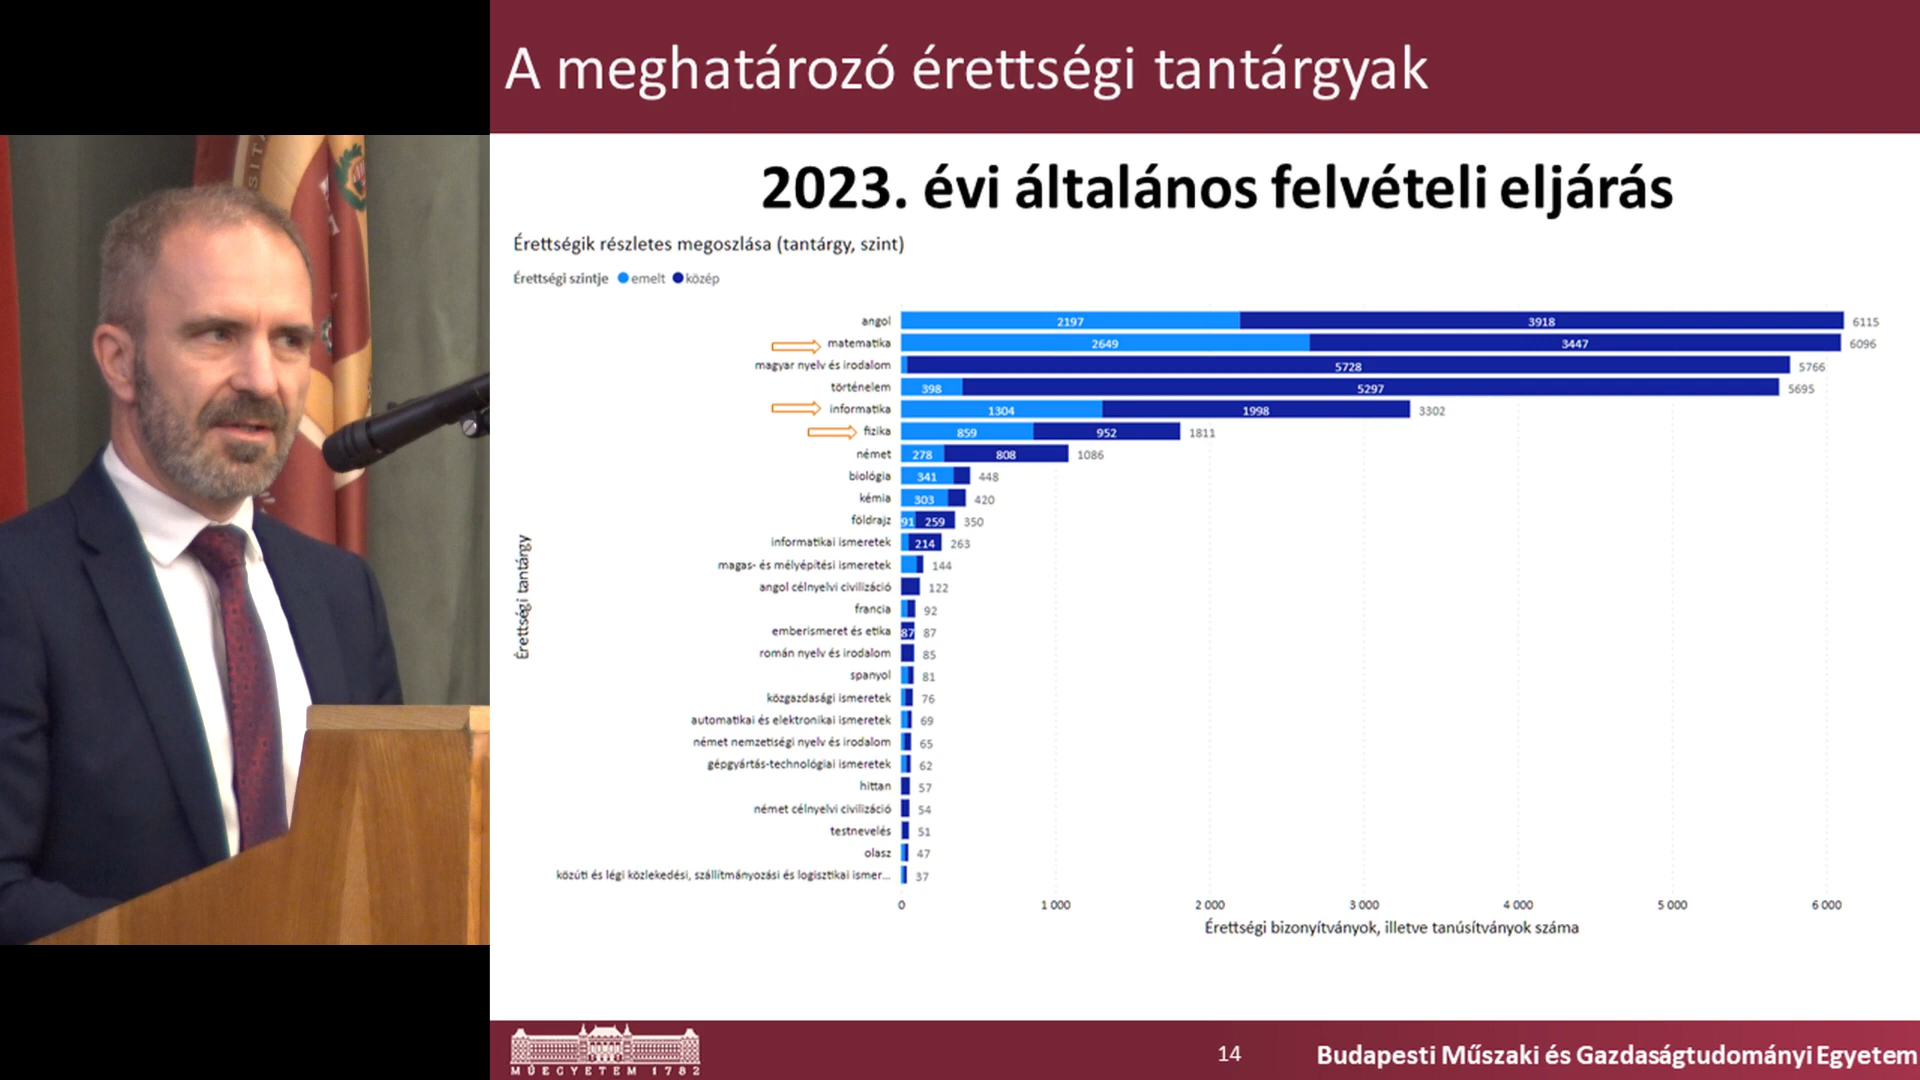 A meghatározó érettségi tantárgyak
2023. évi általános felvételi eljárás
Érettségik részletes megoszlása (tantárgy, szint)
Érettségi szintje emelt közép
Érettségi tantárgy
angol 2197 3918 6115
matematika 2649 3447 6096
magyar nyelv és irodalom 5728 5766
történelem 398 5297 5695
informatika 1304 1998 3302
fizika 859 952 1811
német 278 808 1086
biológia 341 448
kémia 303 420
földrajz 91 259 350
informatikai ismeretek 214 263
magas- és mélyépítési ismeretek 144
angol célnyelvi civilizáció 122
francia 92
emberismeret és etika 87 87
román nyelv és irodalom 85
spanyol 81
közgazdasági ismeretek 76
automatikai és elektronikai ismeretek 69
német nemzetiségi nyelv és irodalom 65
gépgyártás-technológiai ismeretek 62
hittan 57
német célnyelvi civilizáció 54
testnevelés 51
olasz 47
közúti és légi közlekedési, szállítmányozási és logisztikai ismer... 37
0 1 000 2 000 3 000 4 000 5 000 6 000
Érettségi bizonyítványok, illetve tanúsítványok száma
MŰEGYETEM 1782
14
Budapesti Műszaki és Gazdaságtudományi Egyetem